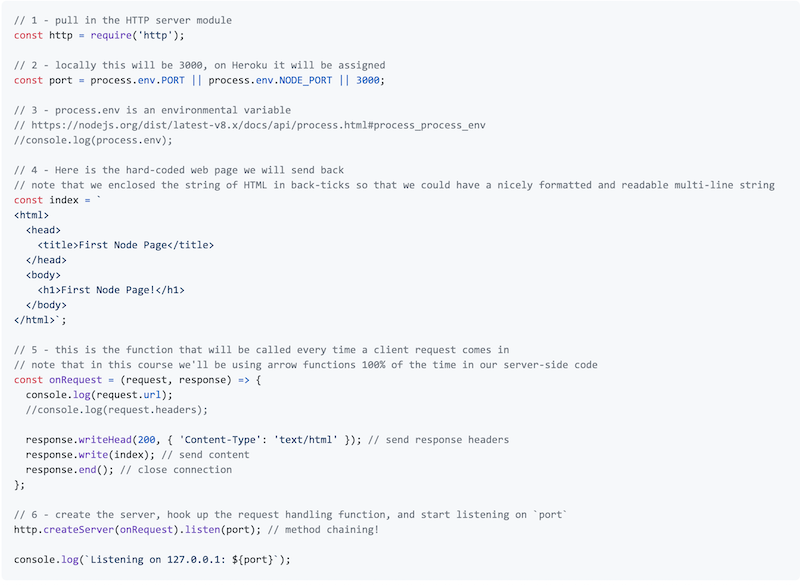 // 1 - pull in the HTTP server module
const http = require('http');

// 2 - locally this will be 3000, on Heroku it will be assigned
const port = process.env.PORT || process.env.NODE_PORT || 3000;

// 3 - process.env is an environmental variable
// https://nodejs.org/dist/latest-v8.x/docs/api/process.html#process_process_env
//console.log(process.env);

// 4 - Here is the hard-coded web page we will send back
// note that we enclosed the string of HTML in back-ticks so that we could have a nicely formatted and readable multi-line string
const index = `
<html>
  <head>
    <title>First Node Page</title>
  </head>
  <body>
    <h1>First Node Page!</h1>
  </body>
</html>`;

// 5 - this is the function that will be called every time a client request comes in
// note that in this course we'll be using arrow functions 100% of the time in our server-side code
const onRequest = (request, response) => {
  console.log(request.url);
  //console.log(request.headers);

  response.writeHead(200, { 'Content-Type': 'text/html' }); // send response headers
  response.write(index); // send content
  response.end(); // close connection
};

// 6 - create the server, hook up the request handling function, and start listening on `port`
http.createServer(onRequest).listen(port); // method chaining!

console.log(`Listening on 127.0.0.1: ${port}`);